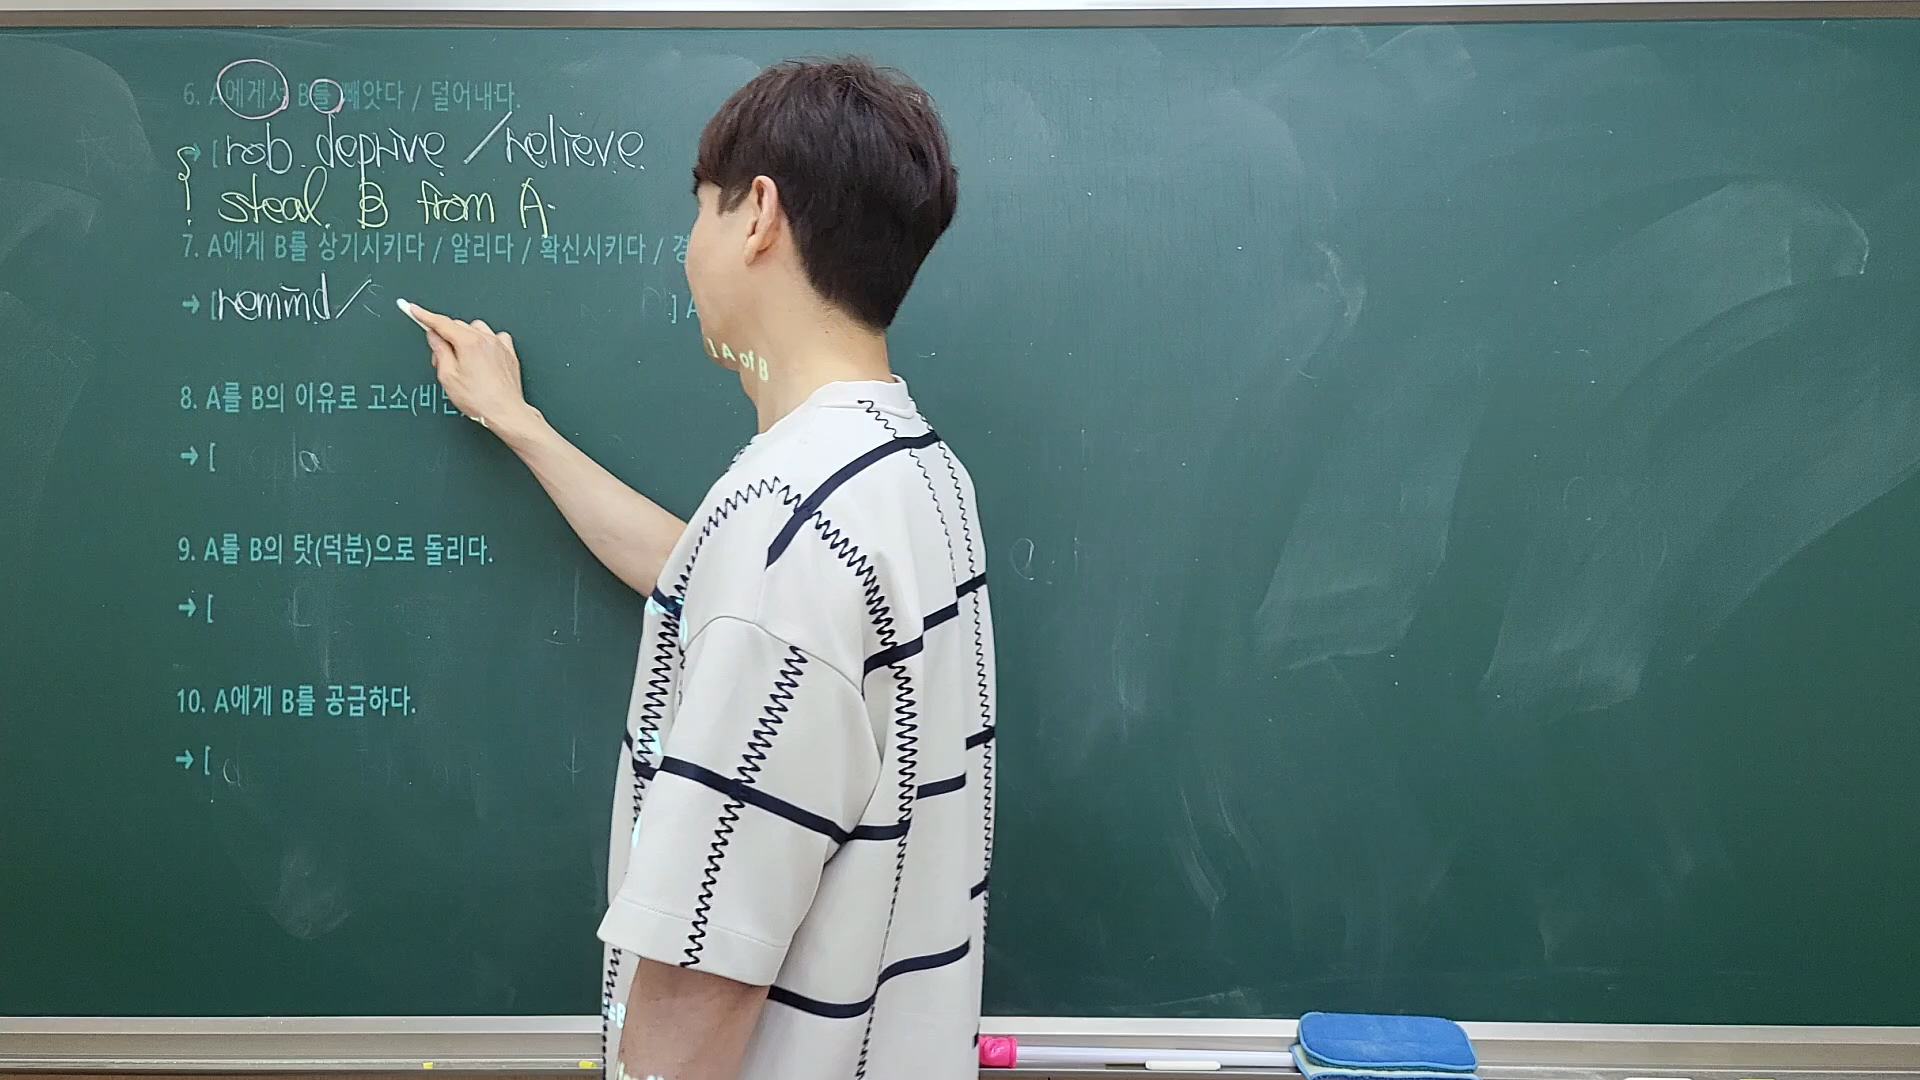 6. A에게서 B를 빼앗다 / 덜어내다.
→ [rob. deprive / relieve
steal B from A.
7. A에게 B를 상기시키다 / 알리다 / 확신시키다 /
→ [remind / ] A
] A of B
8. A를 B의 이유로 고소(비
→ [
9. A를 B의 탓(덕분)으로 돌리다.
→ [
10. A에게 B를 공급하다.
→ [